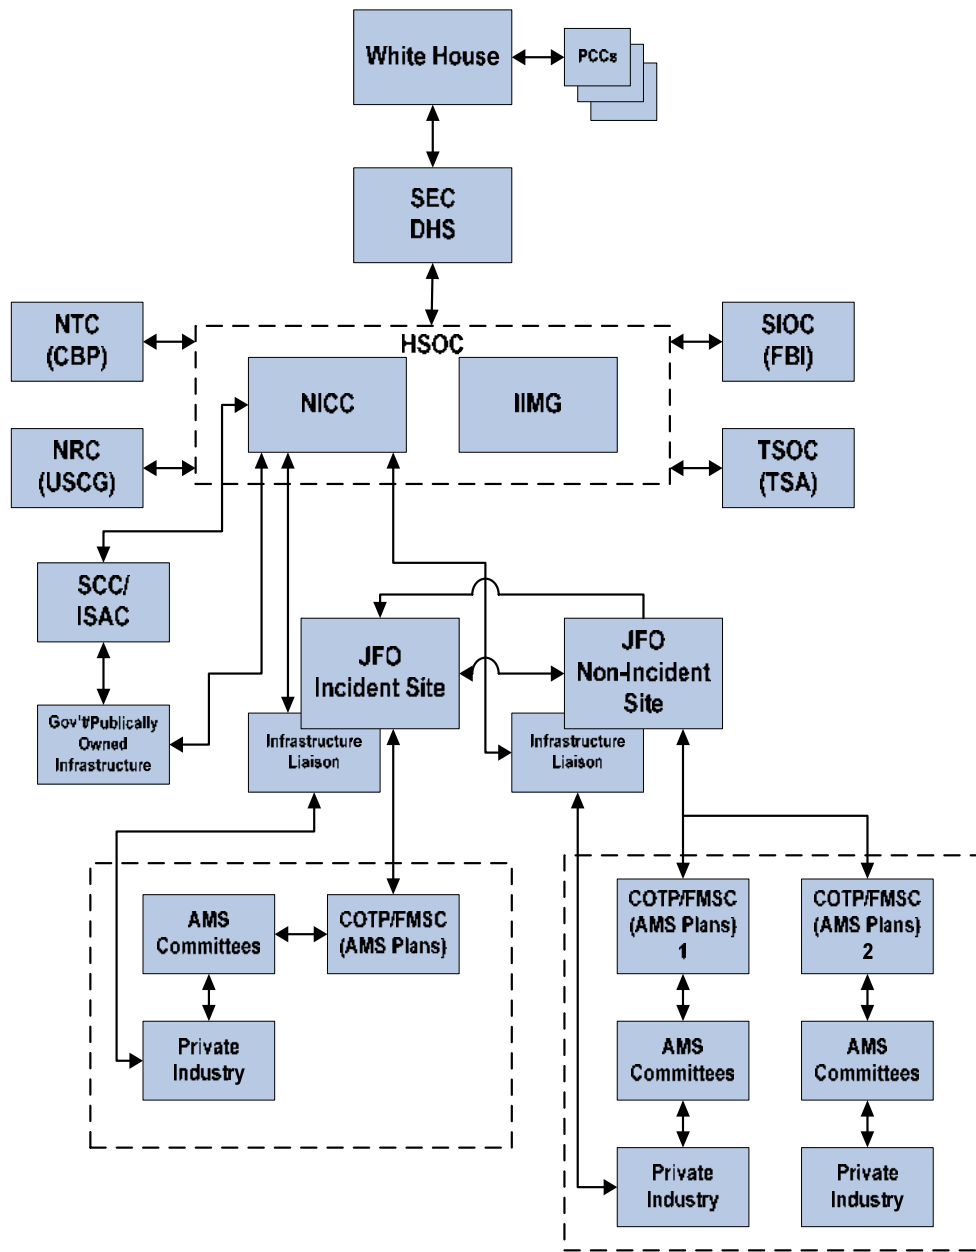 White House
PCCs
SEC
DHS
NTC
(CBP)
HSOC
SIOC
(FBI)
NICC
IIMG
NRC
(USCG)
TSOC
(TSA)
SCC/
ISAC
JFO
Incident Site
JFO
Non-Incident
Site
Gov't/Publically
Owned
Infrastructure
Infrastructure
Liaison
Infrastructure
Liaison
AMS
Committees
COTP/FMSC
(AMS Plans)
Private
Industry
COTP/FMSC
(AMS Plans)
1
COTP/FMSC
(AMS Plans)
2
AMS
Committees
AMS
Committees
Private
Industry
Private
Industry